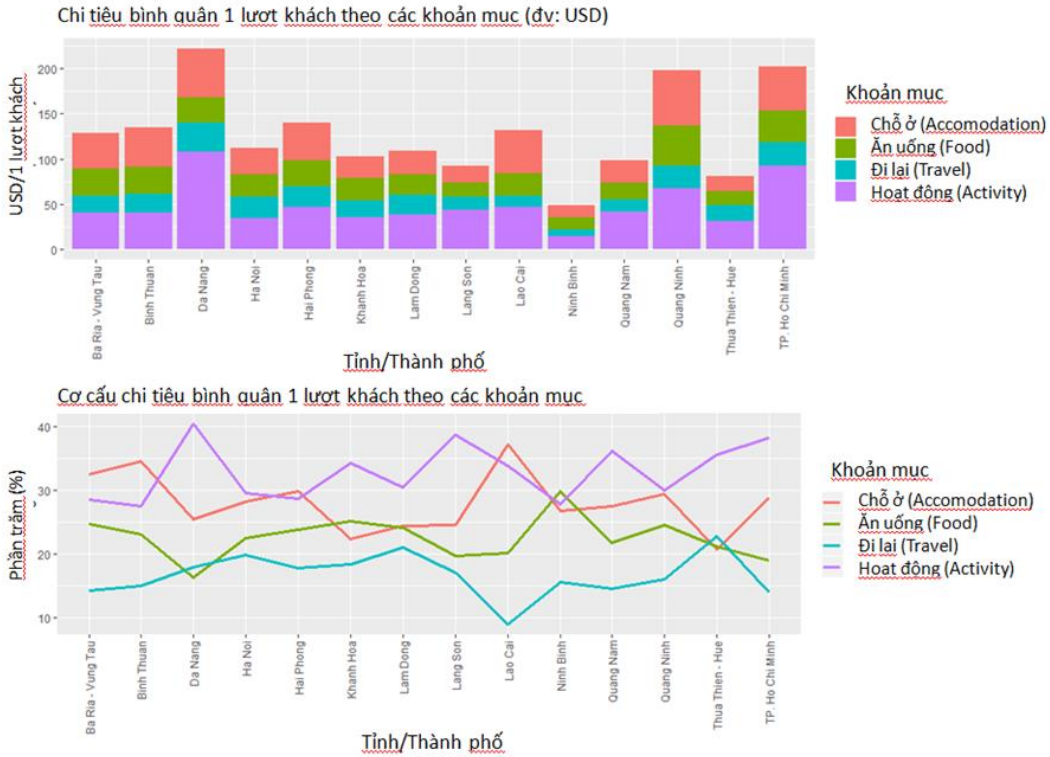 Chi tiêu bình quân 1 lượt khách theo các khoản mục (đv: USD)
USD/1 lượt khách
200
150
100
50
0
Ba Ria - Vung Tau
Binh Thuan
Da Nang
Ha Noi
Hai Phong
Khanh Hoa
Lam Dong
Lang Son
Lao Cai
Ninh Binh
Quang Nam
Quang Ninh
Thua Thien - Hue
TP. Ho Chi Minh
Tỉnh/Thành phố
Khoản mục
Chỗ ở (Accomodation)
Ăn uống (Food)
Đi lại (Travel)
Hoạt động (Activity)
Cơ cấu chi tiêu bình quân 1 lượt khách theo các khoản mục
Phần trăm (%)
40
30
20
10
Ba Ria - Vung Tau
Binh Thuan
Da Nang
Ha Noi
Hai Phong
Khanh Hoa
Lam Dong
Lang Son
Lao Cai
Ninh Binh
Quang Nam
Quang Ninh
Thua Thien - Hue
TP. Ho Chi Minh
Tỉnh/Thành phố
Khoản mục
Chỗ ở (Accomodation)
Ăn uống (Food)
Đi lại (Travel)
Hoạt động (Activity)